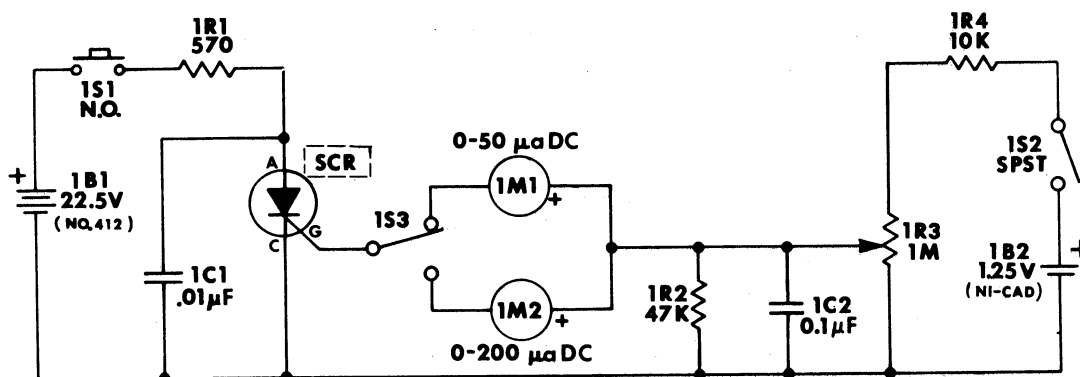 1R1
570
1S1
N.O.
+
1B1
22.5V
(NO.412)
A
SCR
G
C
1C1
.01µF
1S3
0-50 µa DC
1M1
+
1M2
+
0-200 µa DC
1R2
47K
1C2
0.1µF
1R3
1M
1R4
10K
1S2
SPST
+
1B2
1.25V
(NI-CAD)